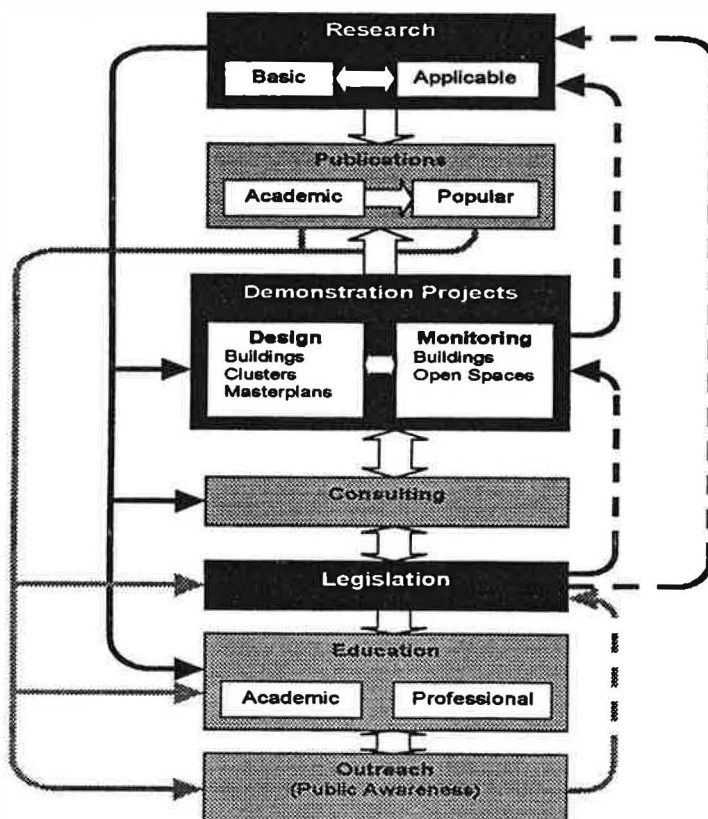 Research
Basic
Applicable
Publications
Academic
Popular
Demonstration Projects
Design
Buildings
Clusters
Masterplans
Monitoring
Buildings
Open Spaces
Consulting
Legislation
Education
Academic
Professional
Outreach
(Public Awareness)